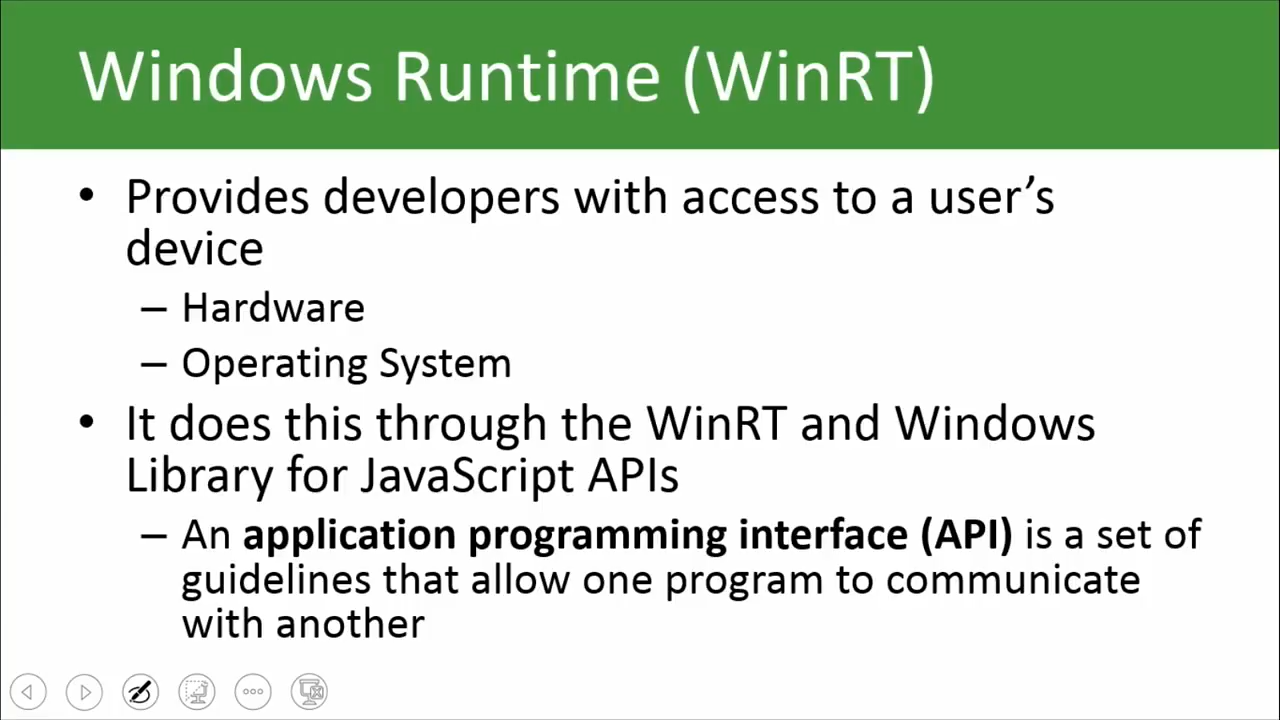 Windows Runtime (WinRT)
• Provides developers with access to a user’s
device
– Hardware
– Operating System
• It does this through the WinRT and Windows
Library for JavaScript APIs
– An application programming interface (API) is a set of
guidelines that allow one program to communicate
with another